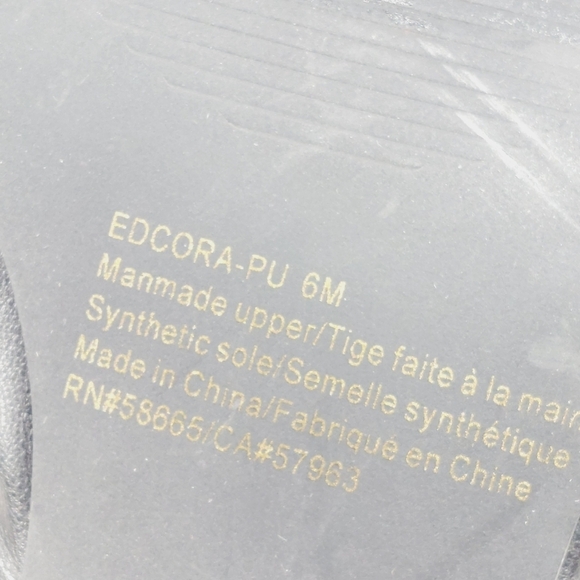 EDCORA-PU 6M
Manmade upper/Tige faite à la main
Synthetic sole/Semelle synthétique
Made in China/Fabriqué en Chine
RN#58665/CA#57963